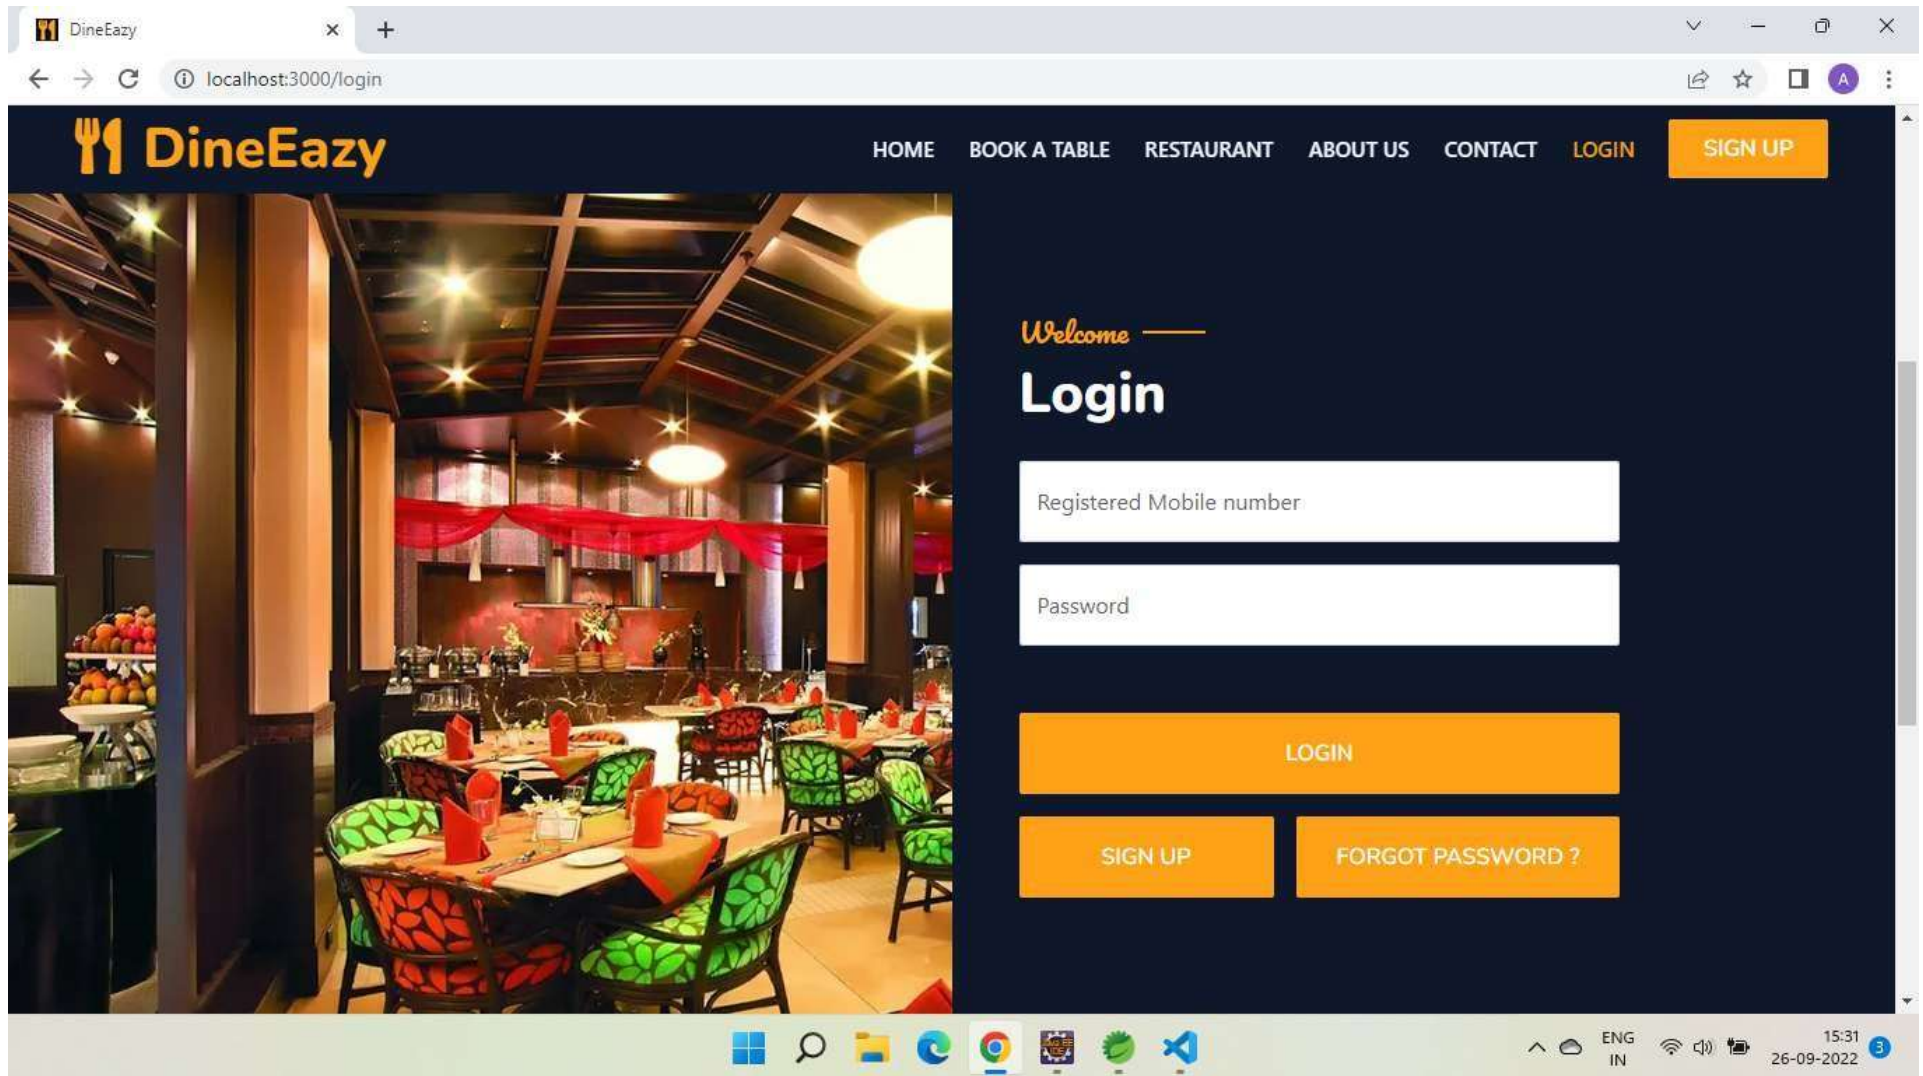 DineEazy
localhost:3000/login
A
DineEazy
HOME BOOK A TABLE RESTAURANT ABOUT US CONTACT LOGIN SIGN UP
Welcome
Login
Registered Mobile number
Password
LOGIN
SIGN UP FORGOT PASSWORD ?
ENG
IN
15:31
26-09-2022
3